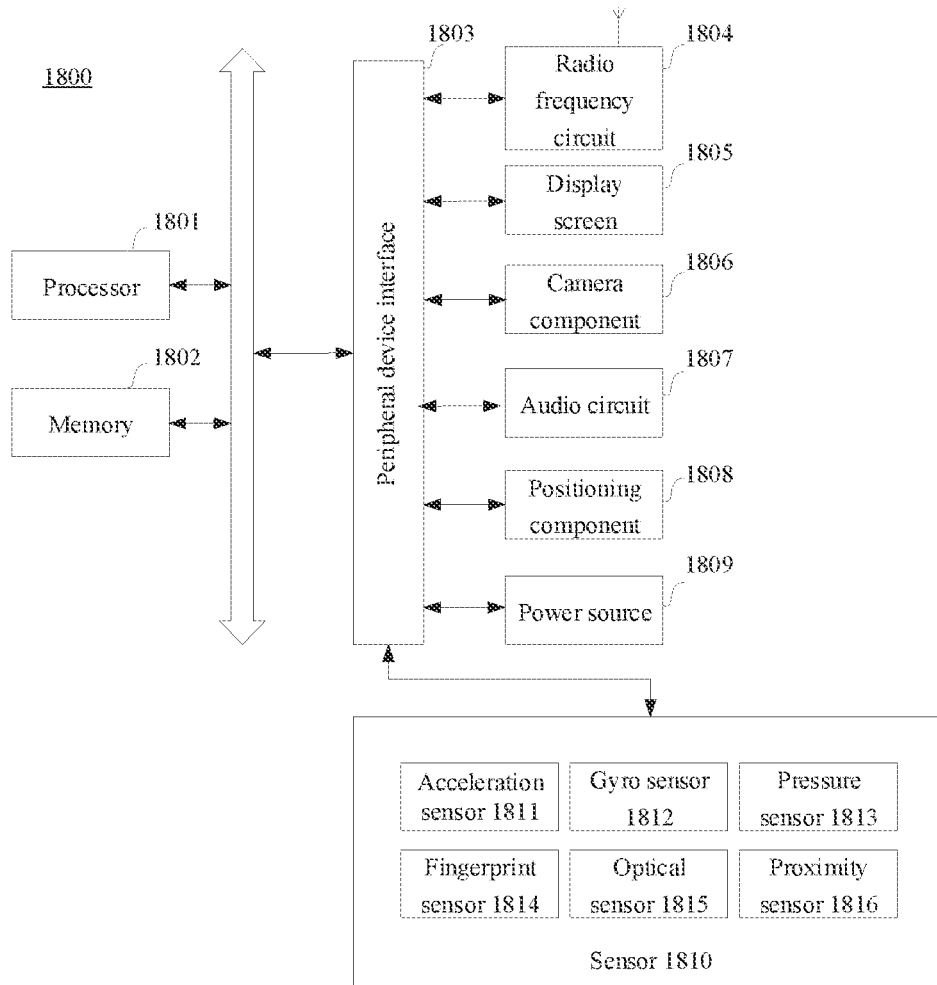 1800
1801
Processor
1802
Memory
1803
Peripheral device interface
1804
Radio
frequency
circuit
1805
Display
screen
1806
Camera
component
1807
Audio circuit
1808
Positioning
component
1809
Power source
Acceleration
sensor 1811
Gyro sensor
1812
Pressure
sensor 1813
Fingerprint
sensor 1814
Optical
sensor 1815
Proximity
sensor 1816
Sensor 1810